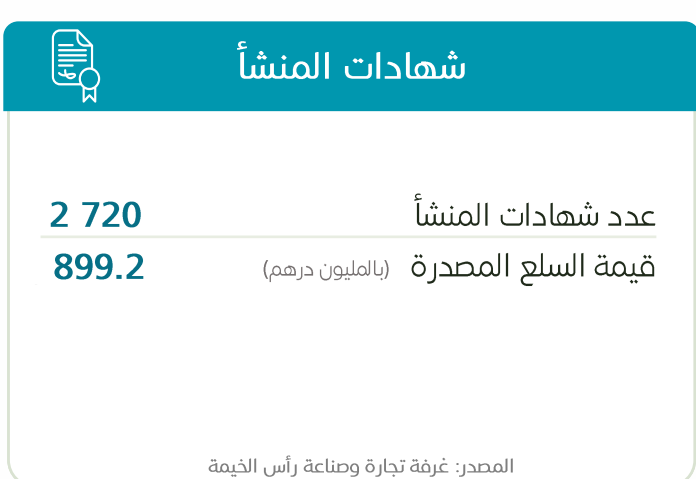 شهادات المنشأ
عدد شهادات المنشأ 2 720
قيمة السلع المصدرة (بالمليون درهم) 899.2
المصدر: غرفة تجارة وصناعة رأس الخيمة